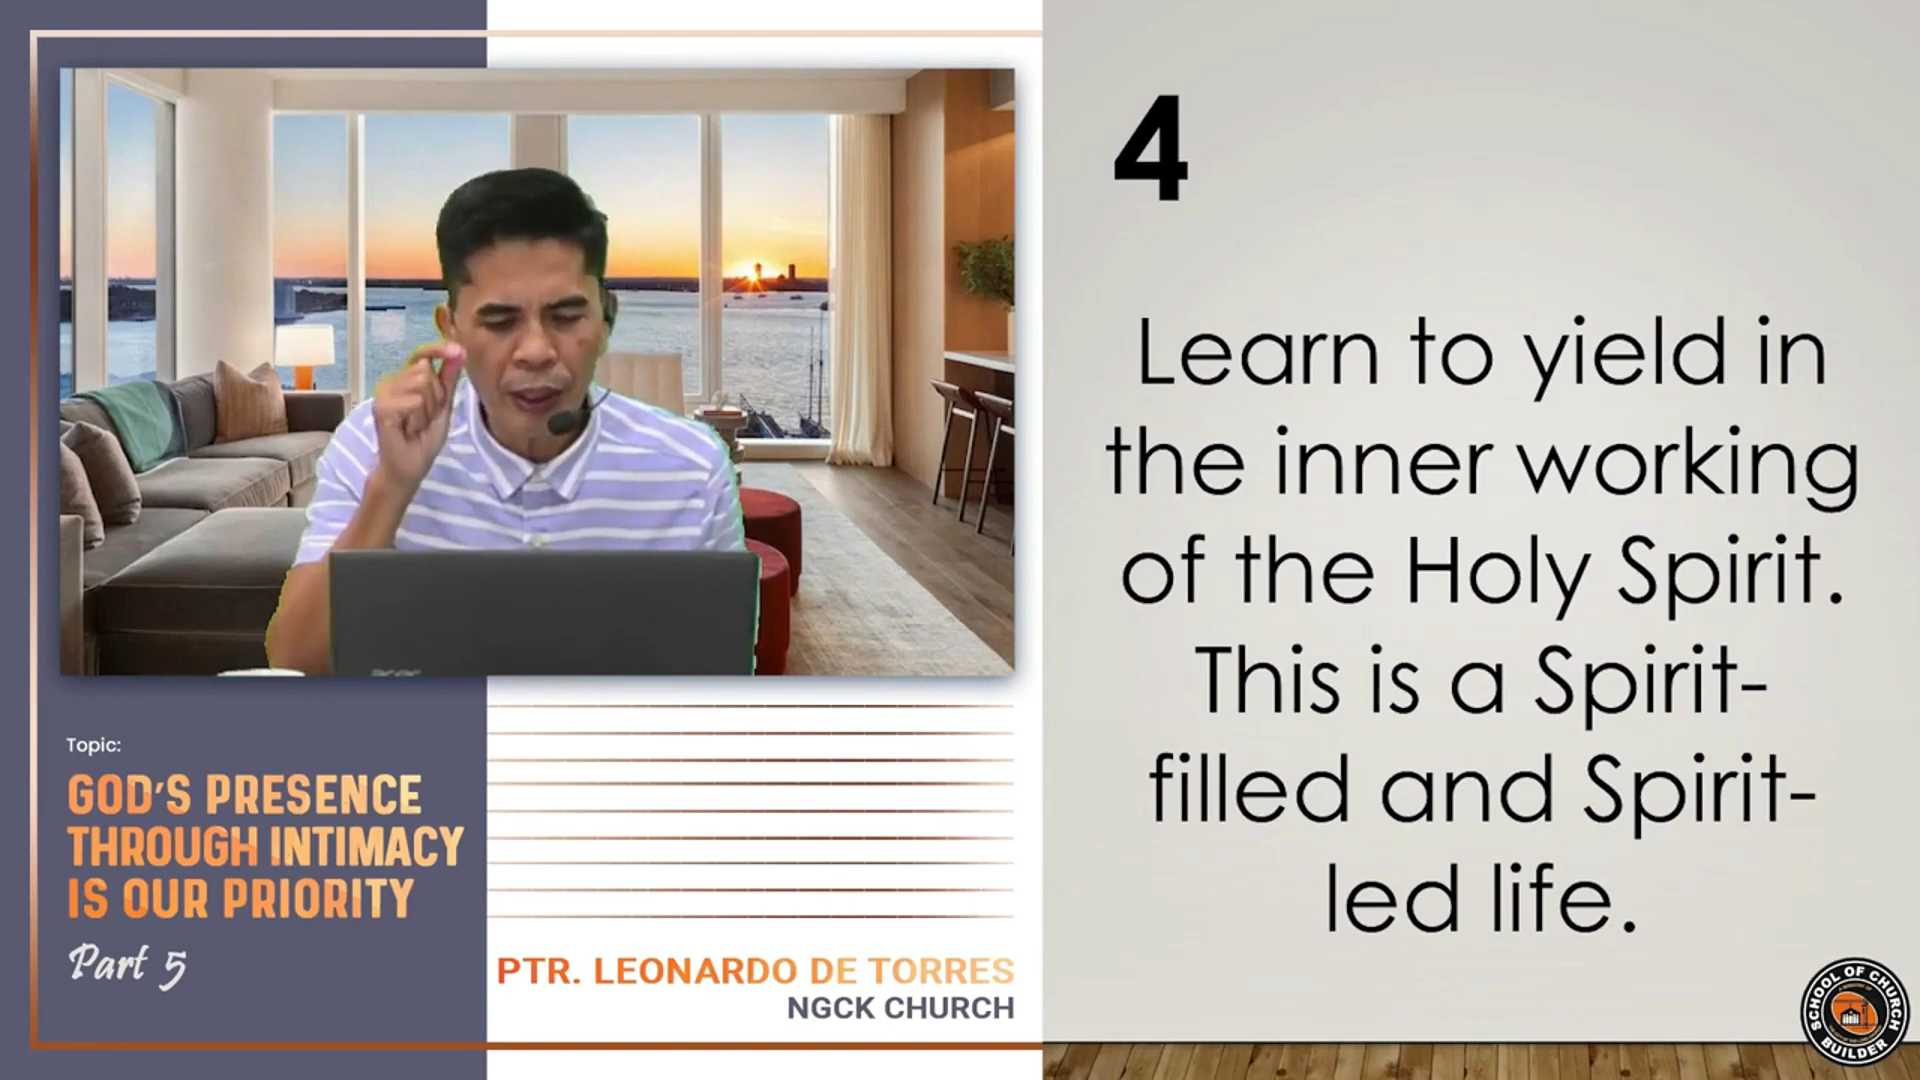 Topic:
GOD'S PRESENCE
THROUGH INTIMACY
IS OUR PRIORITY
Part 5
PTR. LEONARDO DE TORRES
NGCK CHURCH
4
Learn to yield in
the inner working
of the Holy Spirit.
This is a Spirit-
filled and Spirit-
led life.
SCHOOL OF CHURCH
BUILDER